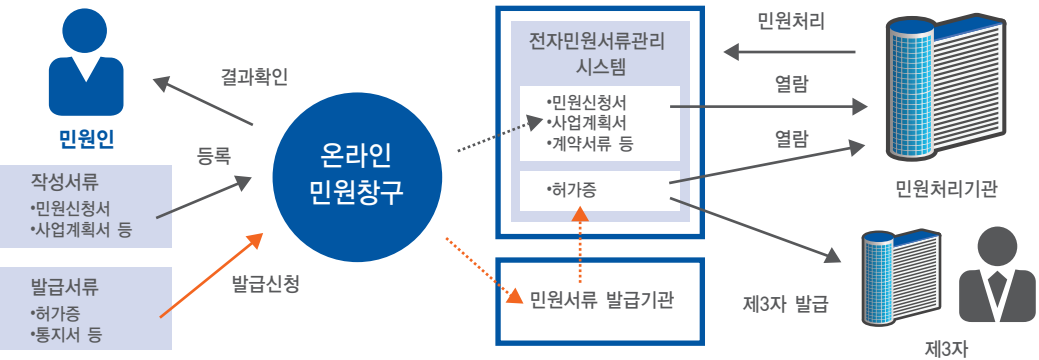 민원인
작성서류
•민원신청서
•사업계획서 등
발급서류
•허가증
•통지서 등
결과확인
등록
발급신청
온라인
민원창구
전자민원서류관리
시스템
•민원신청서
•사업계획서
•계약서류 등
•허가증
민원서류 발급기관
민원처리
열람
열람
민원처리기관
제3자 발급
제3자